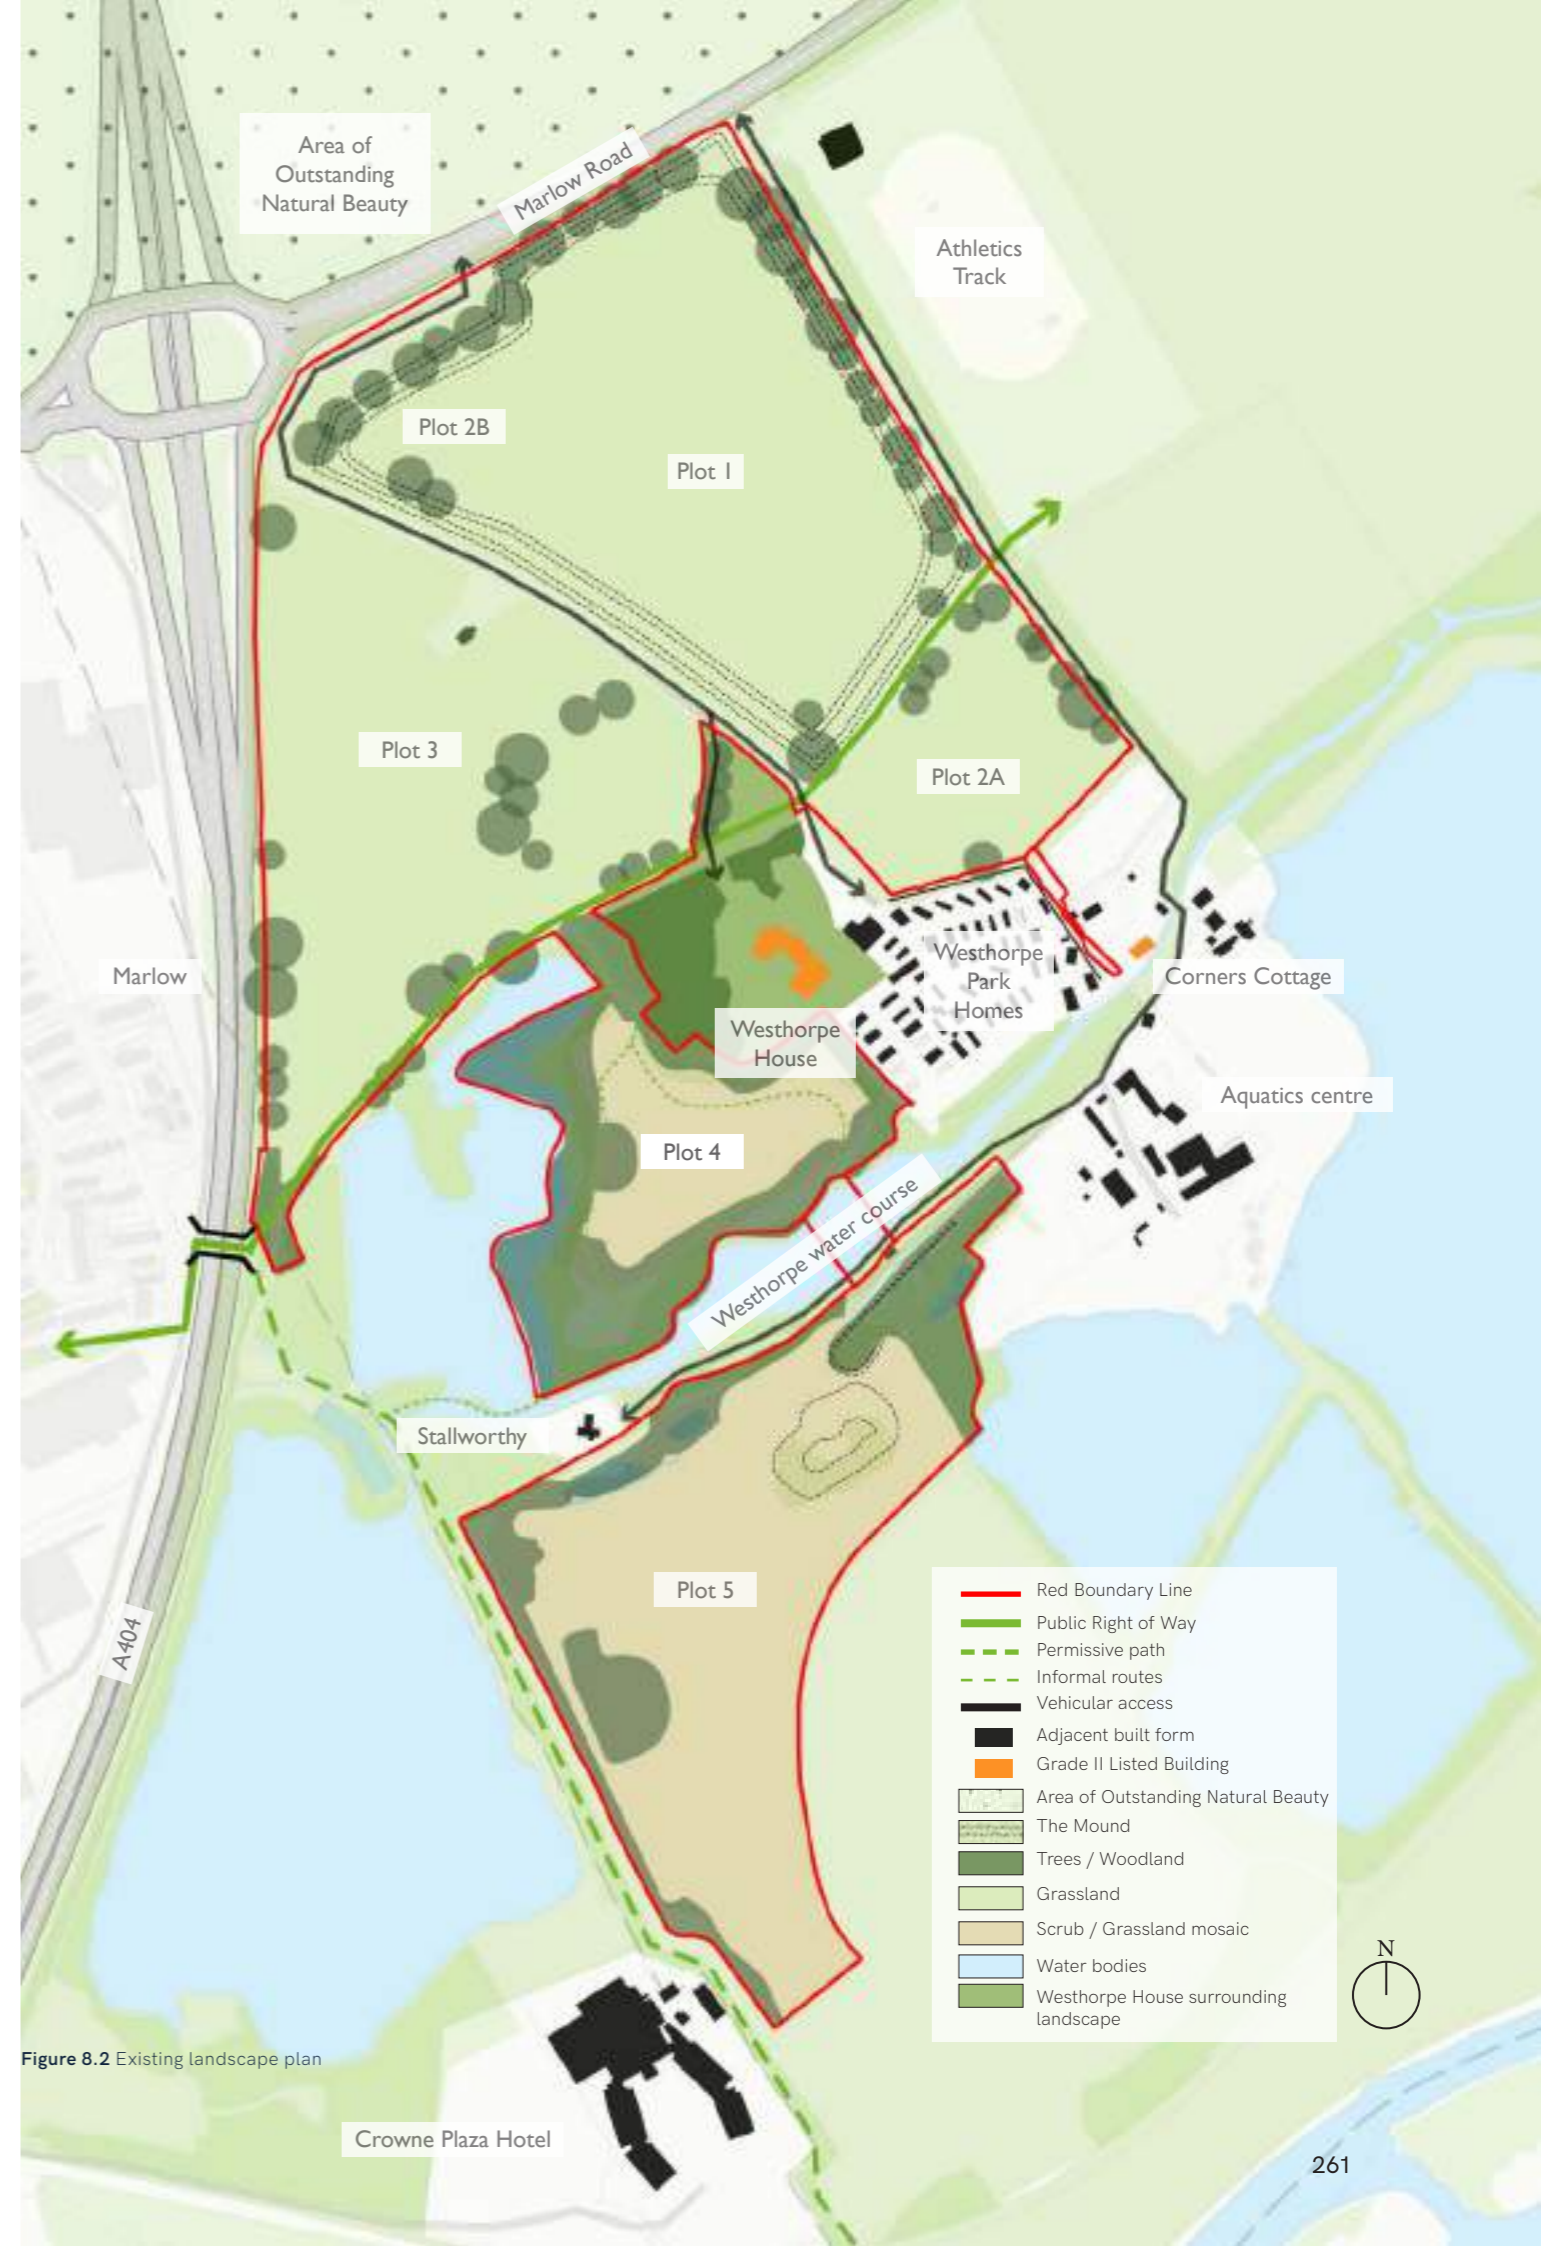 Area of
Outstanding
Natural Beauty
Marlow Road
Athletics
Track
Plot 2B
Plot 1
Plot 3
Plot 2A
Marlow
Westhorpe
Park
Homes
Corners Cottage
Westhorpe
House
Aquatics centre
Plot 4
Westhorpe water course
Stallworthy
Plot 5
A404
Red Boundary Line
Public Right of Way
Permissive path
Informal routes
Vehicular access
Adjacent built form
Grade II Listed Building
Area of Outstanding Natural Beauty
The Mound
Trees / Woodland
Grassland
Scrub / Grassland mosaic
Water bodies
Westhorpe House surrounding
landscape
N
Figure 8.2 Existing landscape plan
Crowne Plaza Hotel
261